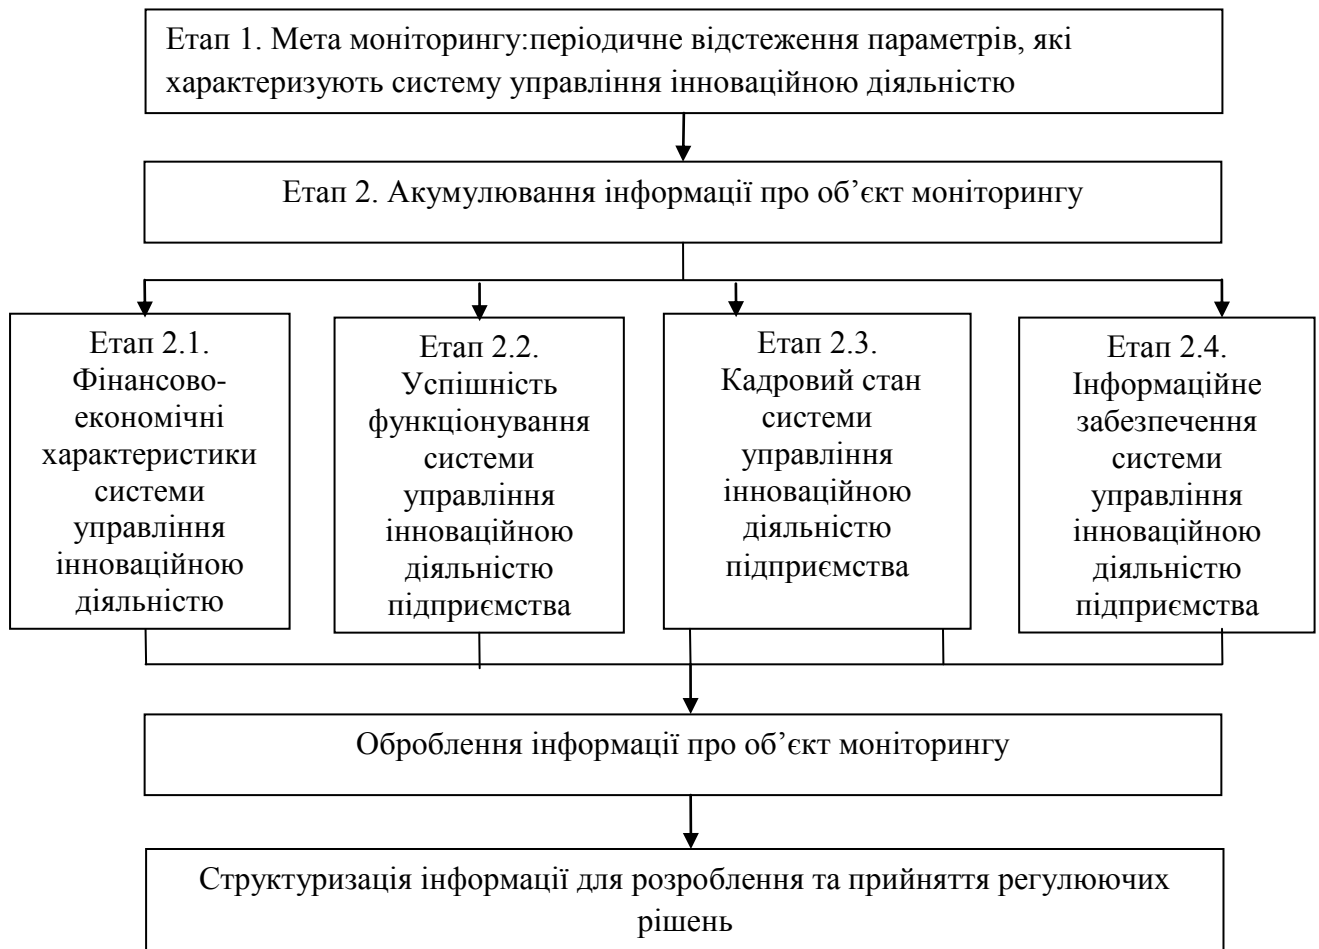 Етап 1. Мета моніторингу:періодичне відстеження параметрів, які
характеризують систему управління інноваційною діяльністю
Етап 2. Акумулювання інформації про об’єкт моніторингу
Етап 2.1.
Фінансово-
економічні
характеристики
системи
управління
інноваційною
діяльністю
Етап 2.2.
Успішність
функціонування
системи
управління
інноваційною
діяльністю
підприємства
Етап 2.3.
Кадровий стан
системи
управління
інноваційною
діяльністю
підприємства
Етап 2.4.
Інформаційне
забезпечення
системи
управління
інноваційною
діяльністю
підприємства
Оброблення інформації про об’єкт моніторингу
Структуризація інформації для розроблення та прийняття регулюючих
рішень